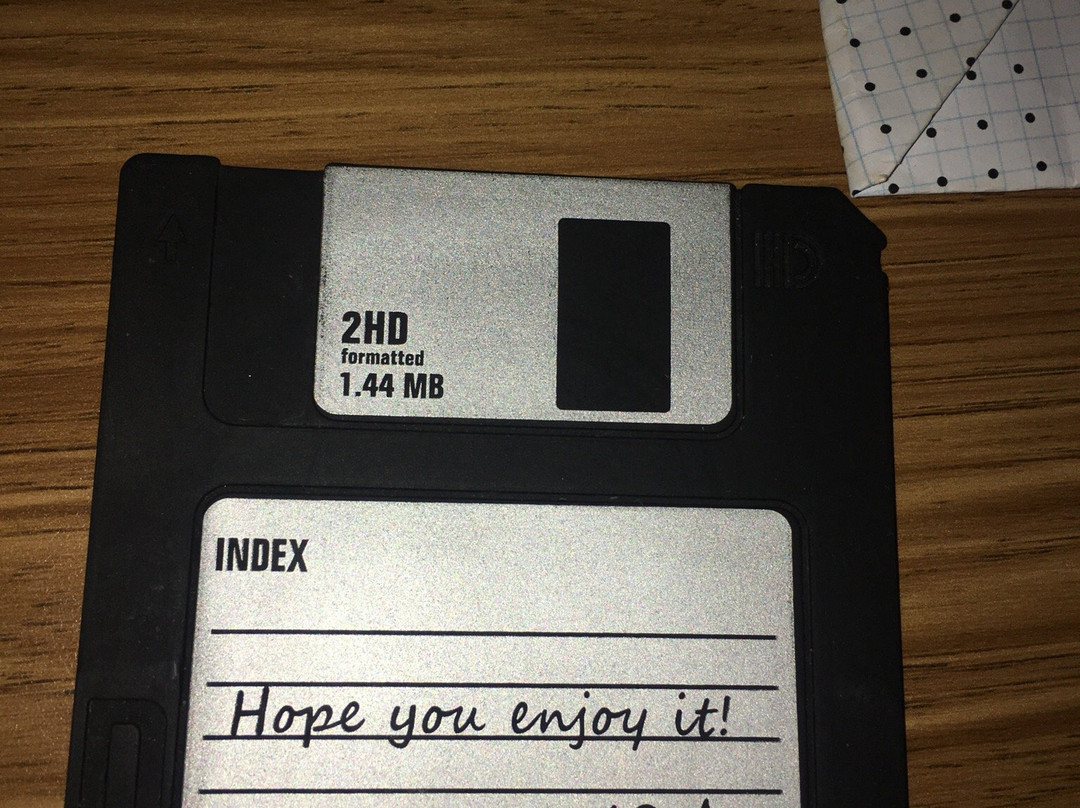 2HD
formatted
1.44 MB
INDEX
Hope you enjoy it!